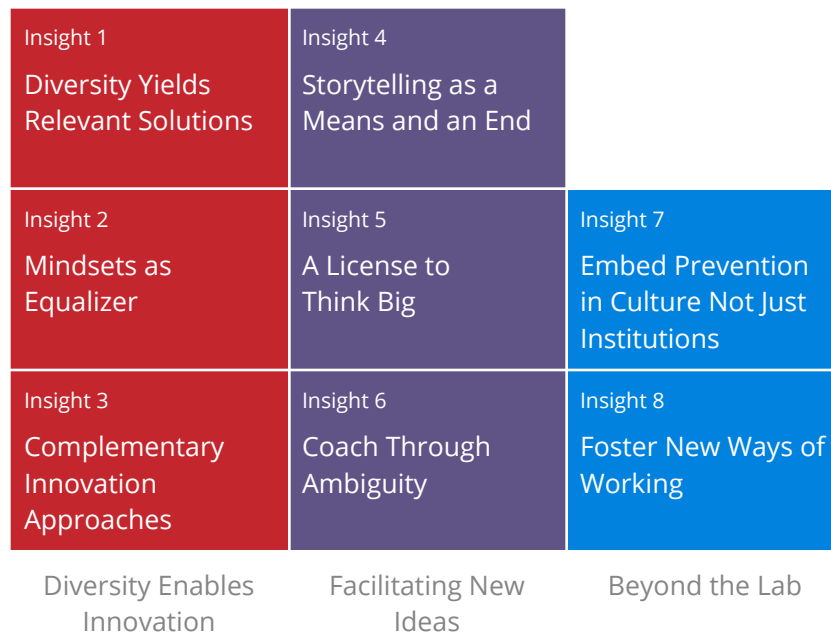 Insight 1
Diversity Yields
Relevant Solutions
Insight 4
Storytelling as a
Means and an End
Insight 2
Mindsets as
Equalizer
Insight 5
A License to
Think Big
Insight 7
Embed Prevention
in Culture Not Just
Institutions
Insight 3
Complementary
Innovation
Approaches
Insight 6
Coach Through
Ambiguity
Insight 8
Foster New Ways of
Working
Diversity Enables
Innovation
Facilitating New
Ideas
Beyond the Lab